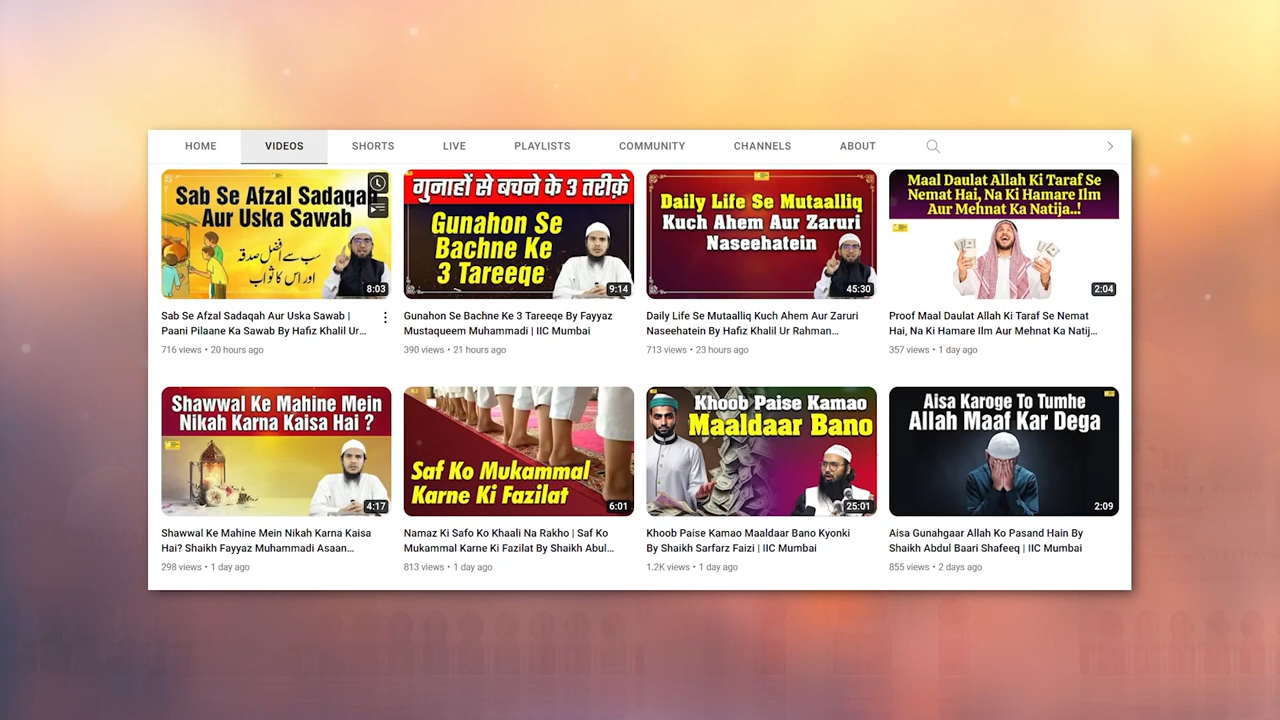 HOME VIDEOS SHORTS LIVE PLAYLISTS COMMUNITY CHANNELS ABOUT
Sab Se Afzal Sadaqah
Aur Uska Sawab
سب سے افضل صدقہ
اور اس کا ثواب
8:03
Sab Se Afzal Sadaqah Aur Uska Sawab |
Paani Pilaane Ka Sawab By Hafiz Khalil Ur...
716 views • 20 hours ago
गुनाहों से बचने के 3 तरीक़े
Gunahon Se
Bachne Ke
3 Tareeqe
9:14
Gunahon Se Bachne Ke 3 Tareeqe By Fayyaz
Mustaqueem Muhammadi | IIC Mumbai
390 views • 21 hours ago
Daily Life Se Mutaalliq
Kuch Ahem Aur Zaruri
Naseehatein
45:30
Daily Life Se Mutaalliq Kuch Ahem Aur Zaruri
Naseehatein By Hafiz Khalil Ur Rahman...
713 views • 23 hours ago
Maal Daulat Allah Ki Taraf Se
Nemat Hai, Na Ki Hamare Ilm
Aur Mehnat Ka Natija..!
2:04
Proof Maal Daulat Allah Ki Taraf Se Nemat
Hai, Na Ki Hamare Ilm Aur Mehnat Ka Natij...
357 views • 1 day ago
Shawwal Ke Mahine Mein
Nikah Karna Kaisa Hai ?
4:17
Shawwal Ke Mahine Mein Nikah Karna Kaisa
Hai? Shaikh Fayyaz Muhammadi Asaan...
298 views • 1 day ago
Saf Ko Mukammal
Karne Ki Fazilat
6:01
Namaz Ki Safo Ko Khaali Na Rakho | Saf Ko
Mukammal Karne Ki Fazilat By Shaikh Abul...
813 views • 1 day ago
Khoob Paise Kamao
Maaldaar Bano
25:01
Khoob Paise Kamao Maaldaar Bano Kyonki
By Shaikh Sarfarz Faizi | IIC Mumbai
1.2K views • 1 day ago
Aisa Karoge To Tumhe
Allah Maaf Kar Dega
2:09
Aisa Gunahgaar Allah Ko Pasand Hain By
Shaikh Abdul Baari Shafeeq | IIC Mumbai
855 views • 2 days ago